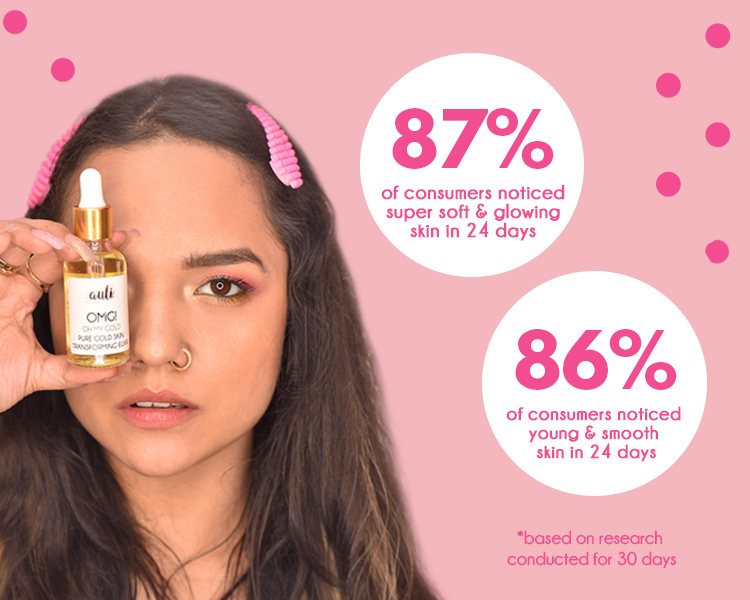 87%
of consumers noticed
super soft & glowing
skin in 24 days
auli
OMG!
OH MY GOLD
PURE GOLD SKIN
TRANSFORMING ELIXIR
86%
of consumers noticed
young & smooth
skin in 24 days
*based on research
conducted for 30 days